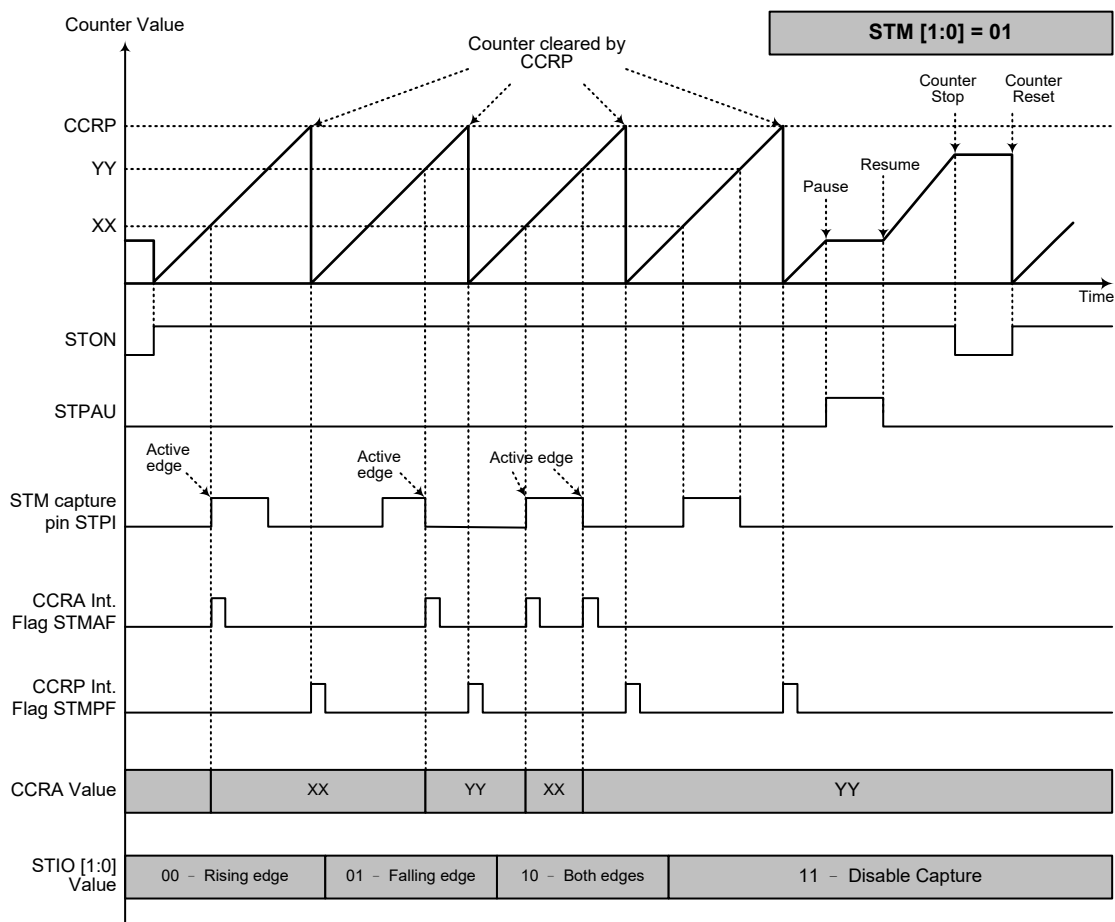 Counter Value
STM [1:0] = 01
Counter cleared by
CCRP
Counter
Stop
Counter
Reset
CCRP
YY
XX
Pause
Resume
Time
STON
STPAU
Active
edge
Active
edge
Active edge
STM capture
pin STPI
CCRA Int.
Flag STMAF
CCRP Int.
Flag STMPF
CCRA Value
XX
YY
XX
YY
STIO [1:0]
Value
00 – Rising edge
01 – Falling edge
10 – Both edges
11 – Disable Capture